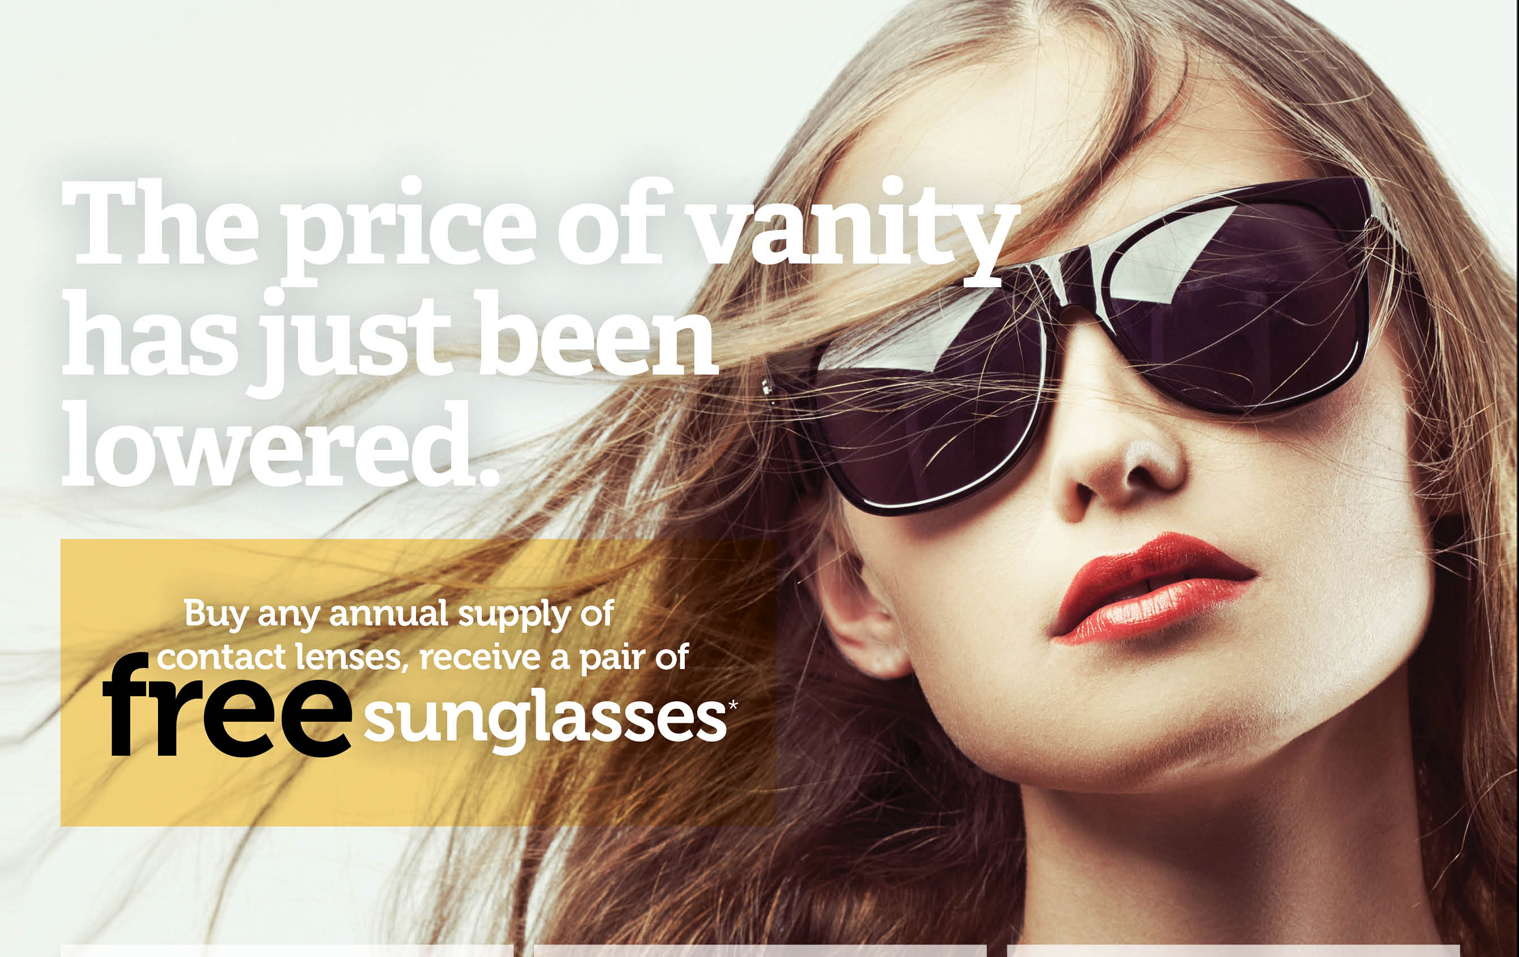 The price of vanity
has just been
lowered.
Buy any annual supply of
contact lenses, receive a pair of
free sunglasses*